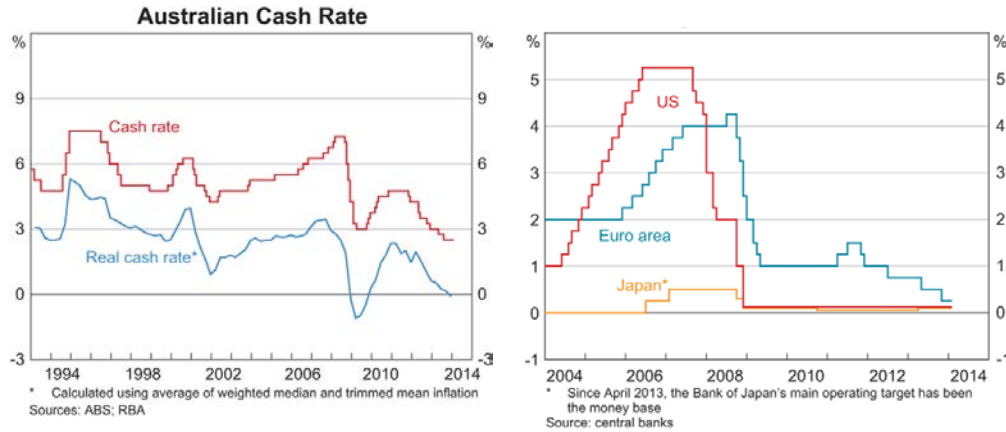 Australian Cash Rate
% %
9 9
Cash rate
6 6
3 3
Real cash rate*
0 0
-3 -3
1994 1998 2002 2006 2010 2014
* Calculated using average of weighted median and trimmed mean inflation
Sources: ABS; RBA
% %
5 5
US
4 4
3 3
2 2
Euro area
1 1
Japan*
0 0
-1 -1
2004 2006 2008 2010 2012 2014
* Since April 2013, the Bank of Japan's main operating target has been
the money base
Source: central banks